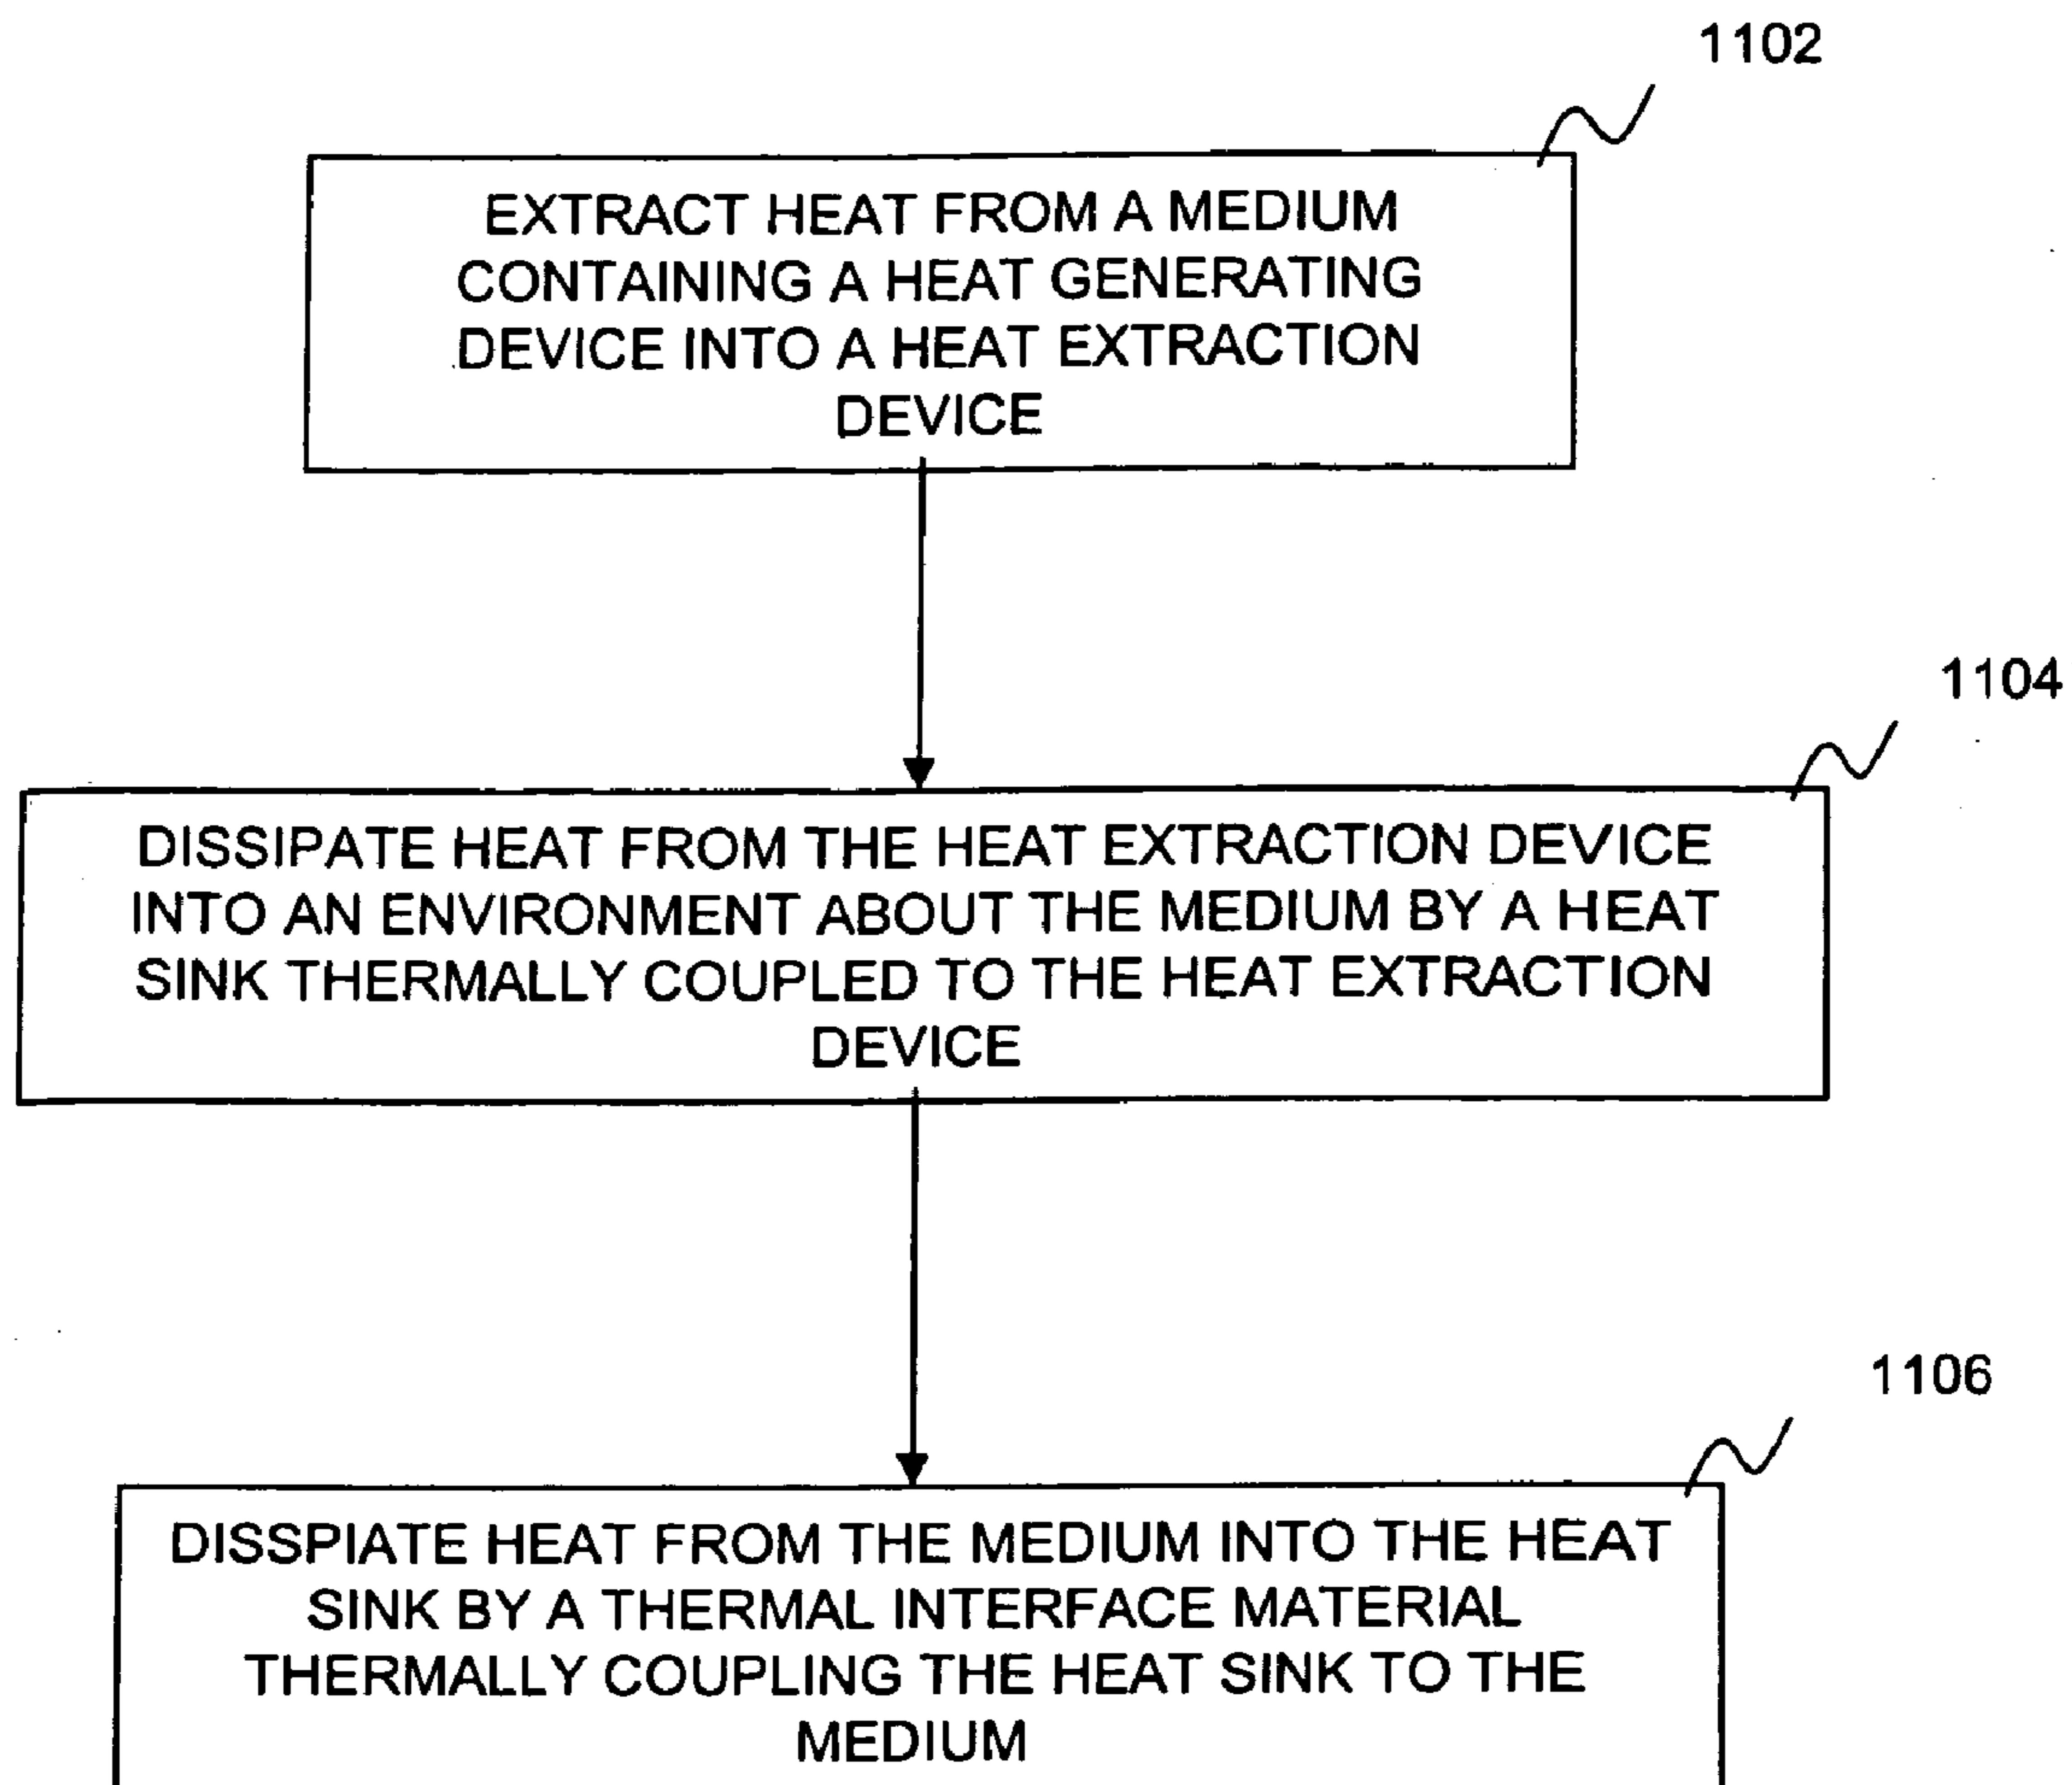 1102
EXTRACT HEAT FROM A MEDIUM
CONTAINING A HEAT GENERATING
DEVICE INTO A HEAT EXTRACTION
DEVICE
1104
DISSIPATE HEAT FROM THE HEAT EXTRACTION DEVICE
INTO AN ENVIRONMENT ABOUT THE MEDIUM BY A HEAT
SINK THERMALLY COUPLED TO THE HEAT EXTRACTION
DEVICE
1106
DISSPIATE HEAT FROM THE MEDIUM INTO THE HEAT
SINK BY A THERMAL INTERFACE MATERIAL
THERMALLY COUPLING THE HEAT SINK TO THE
MEDIUM